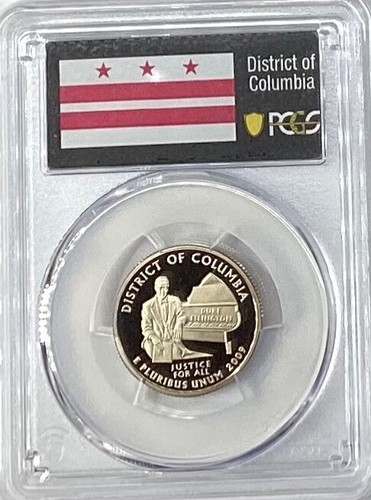 District of
Columbia
PCGS
DISTRICT OF COLUMBIA
DUKE
ELLINGTON
JUSTICE
FOR ALL
E PLURIBUS UNUM 2009